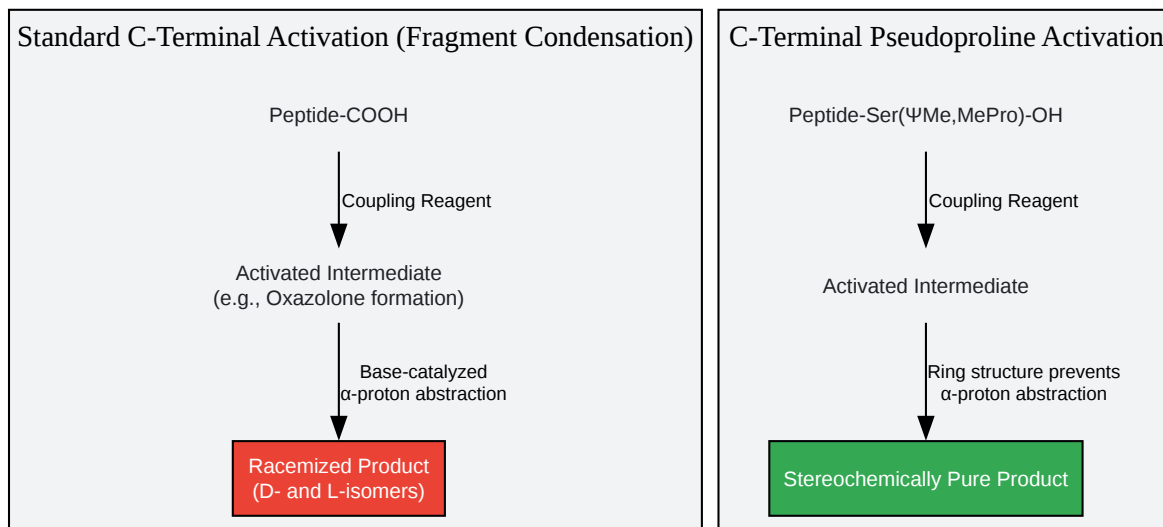 Standard C-Terminal Activation (Fragment Condensation)
Peptide-COOH
Coupling Reagent
Activated Intermediate
(e.g., Oxazolone formation)
Base-catalyzed
α-proton abstraction
Racemized Product
(D- and L-isomers)
C-Terminal Pseudoproline Activation
Peptide-Ser(ΨMe,MePro)-OH
Coupling Reagent
Activated Intermediate
Ring structure prevents
α-proton abstraction
Stereochemically Pure Product